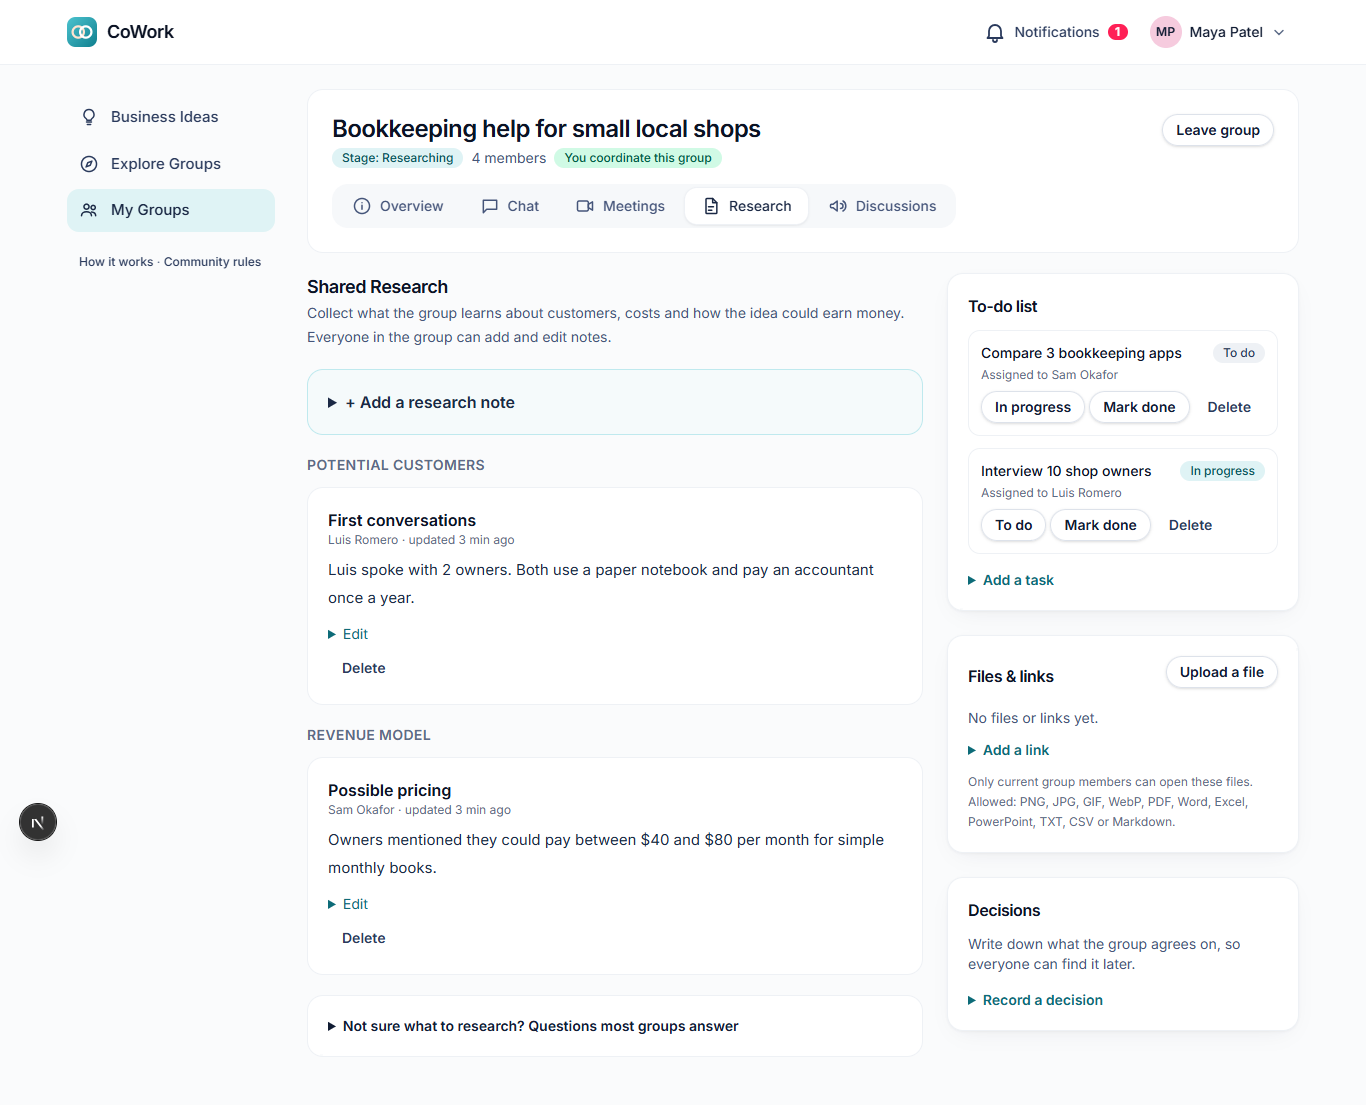 CoWork
Notifications 1
MP Maya Patel
Business Ideas
Explore Groups
My Groups
How it works · Community rules
Bookkeeping help for small local shops
Leave group
Stage: Researching 4 members You coordinate this group
Overview Chat Meetings Research Discussions
Shared Research
Collect what the group learns about customers, costs and how the idea could earn money.
Everyone in the group can add and edit notes.
+ Add a research note
POTENTIAL CUSTOMERS
First conversations
Luis Romero · updated 3 min ago
Luis spoke with 2 owners. Both use a paper notebook and pay an accountant
once a year.
Edit
Delete
REVENUE MODEL
Possible pricing
Sam Okafor · updated 3 min ago
Owners mentioned they could pay between $40 and $80 per month for simple
monthly books.
Edit
Delete
Not sure what to research? Questions most groups answer
To-do list
Compare 3 bookkeeping apps To do
Assigned to Sam Okafor
In progress Mark done Delete
Interview 10 shop owners In progress
Assigned to Luis Romero
To do Mark done Delete
Add a task
Files & links Upload a file
No files or links yet.
Add a link
Only current group members can open these files.
Allowed: PNG, JPG, GIF, WebP, PDF, Word, Excel,
PowerPoint, TXT, CSV or Markdown.
Decisions
Write down what the group agrees on, so
everyone can find it later.
Record a decision
N